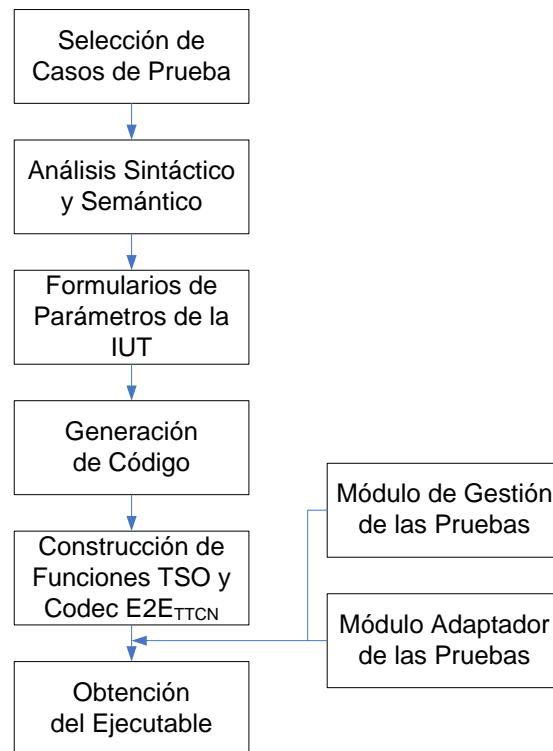 Selección de
Casos de Prueba
Análisis Sintáctico
y Semántico
Formularios de
Parámetros de la
IUT
Generación
de Código
Módulo de Gestión
de las Pruebas
Construcción de
Funciones TSO y
Codec E2ETTCN
Módulo Adaptador
de las Pruebas
Obtención
del Ejecutable